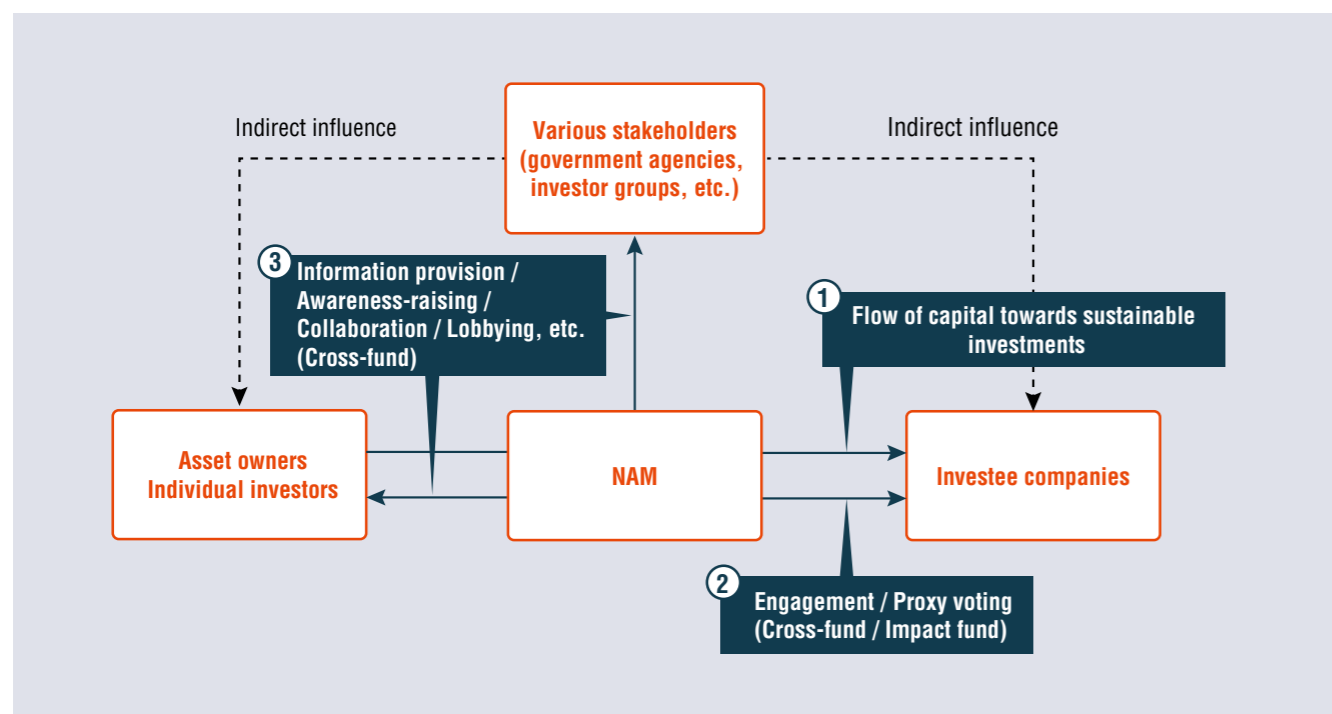 Indirect influence
Various stakeholders
(government agencies,
investor groups, etc.)
Indirect influence
3
Information provision /
Awareness-raising /
Collaboration / Lobbying, etc.
(Cross-fund)
1
Flow of capital towards sustainable
investments
Asset owners
Individual investors
NAM
Investee companies
2
Engagement / Proxy voting
(Cross-fund / Impact fund)